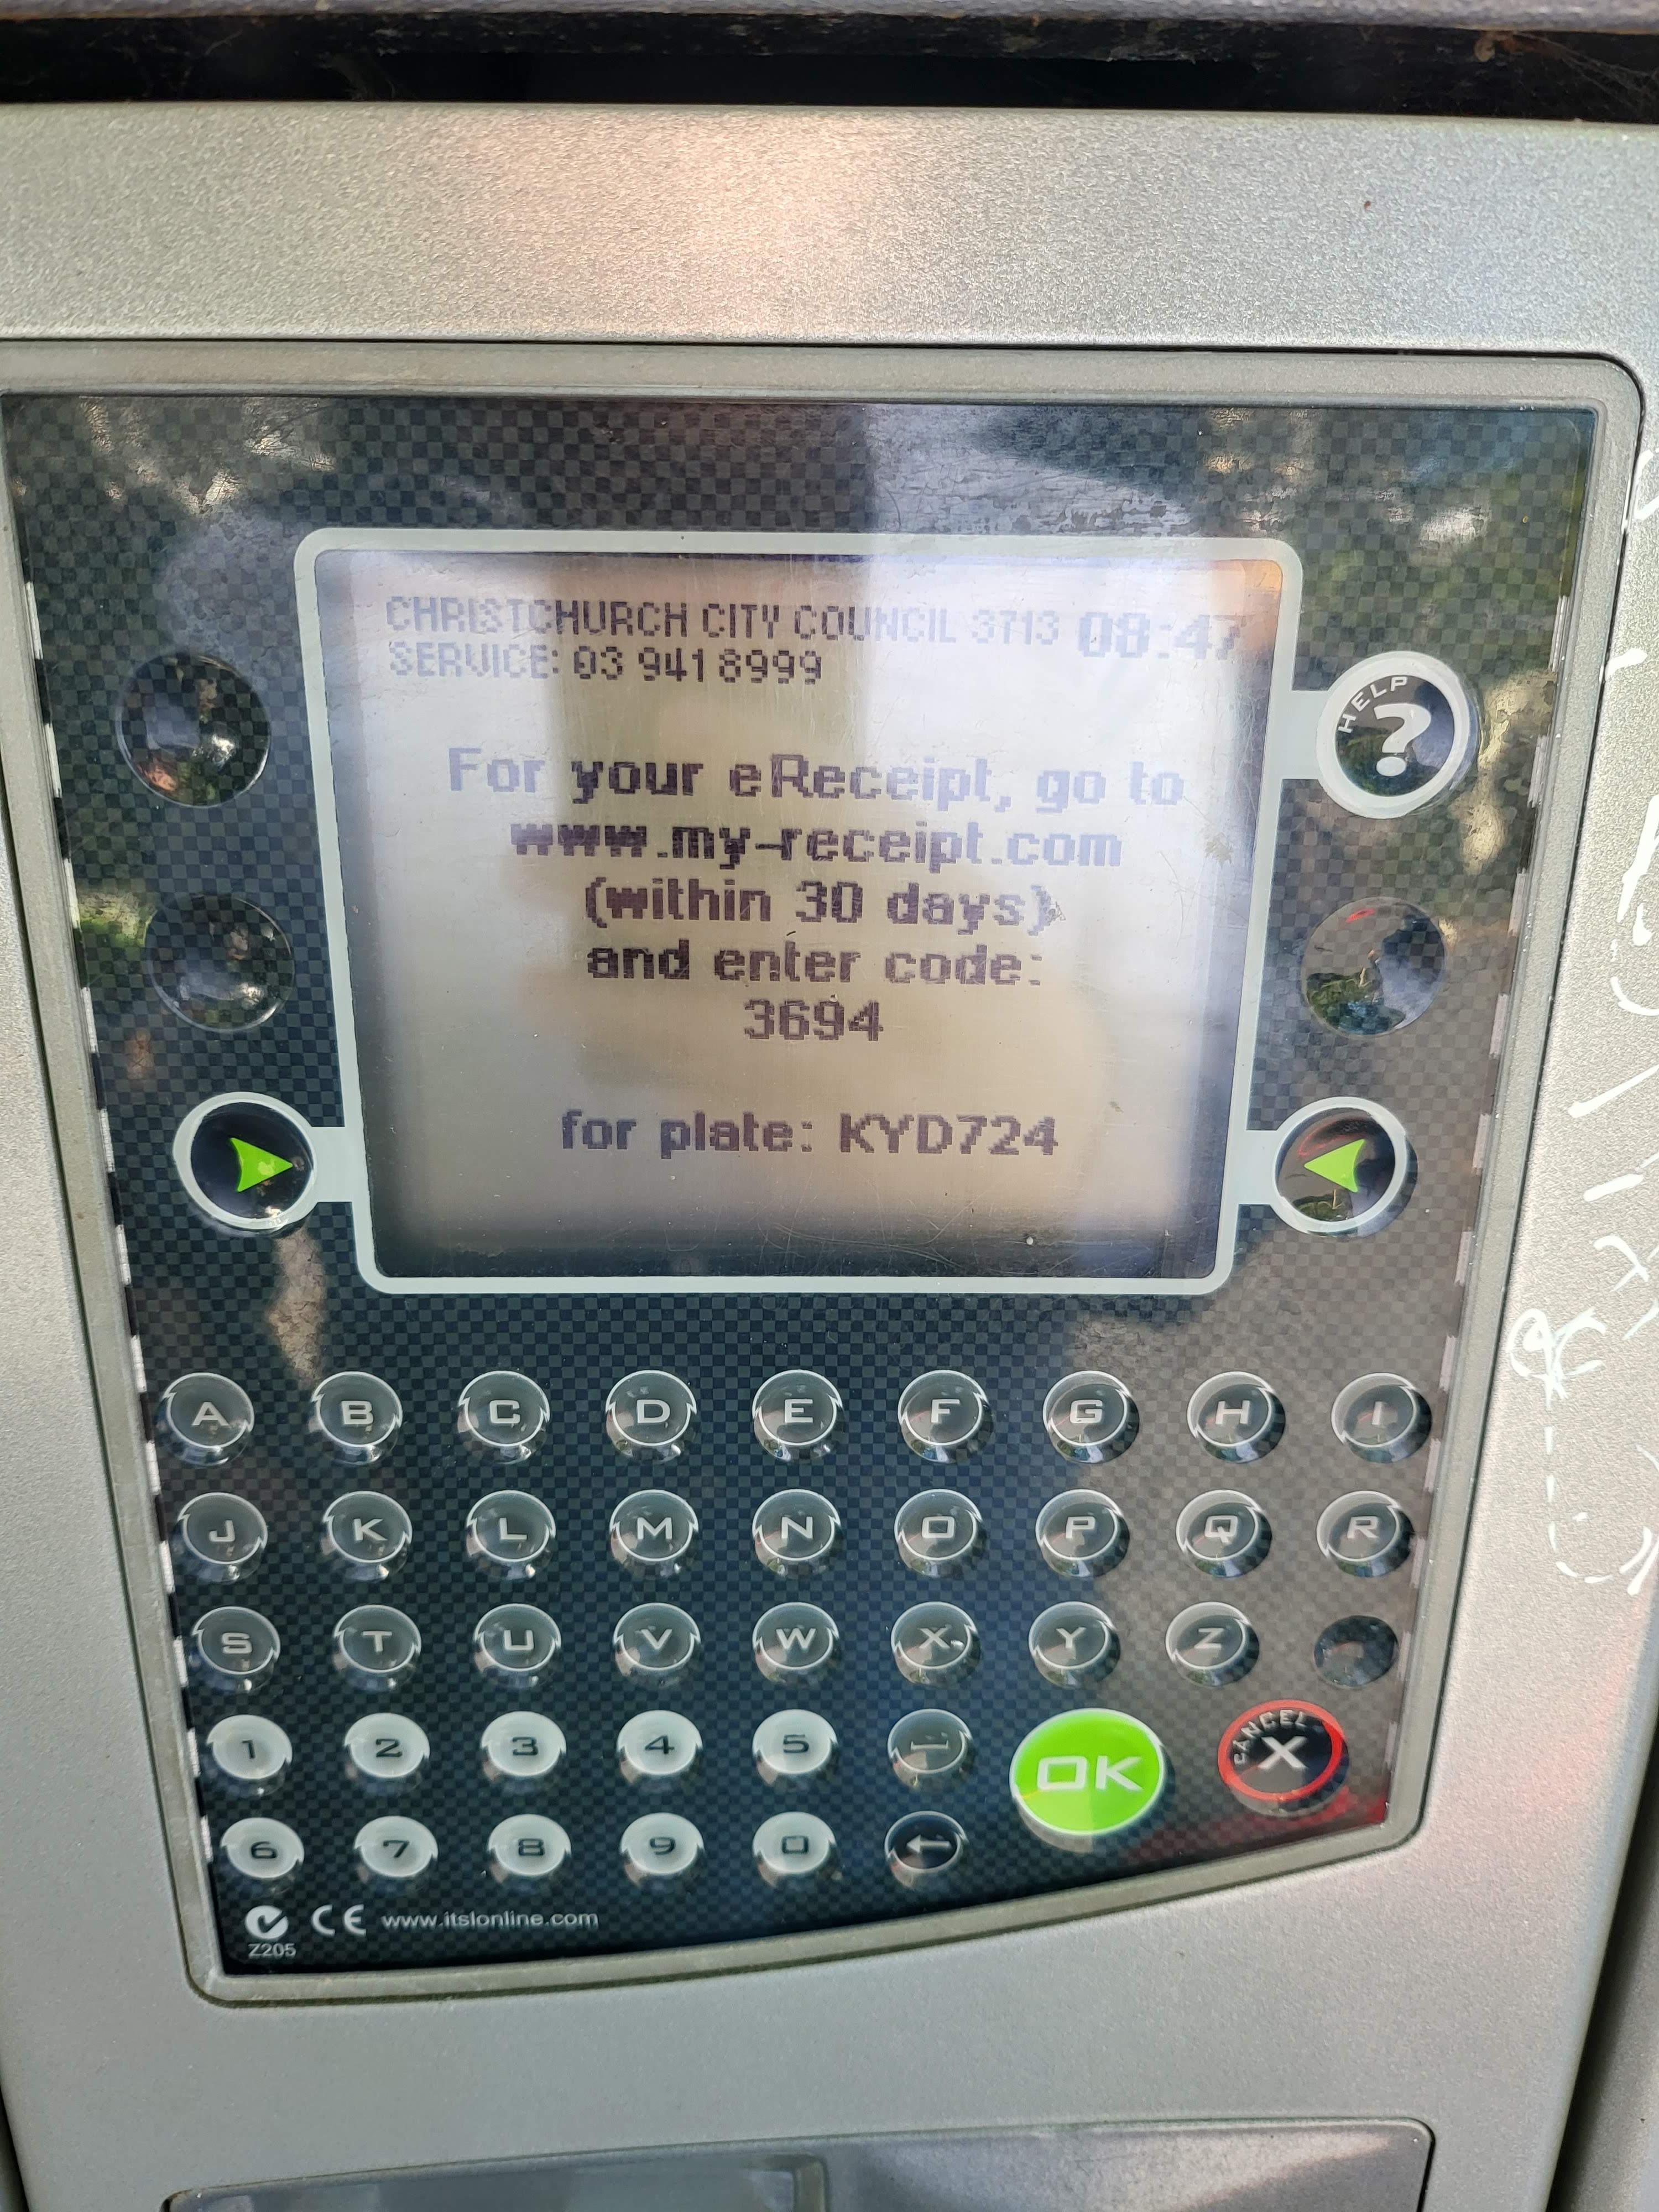 CHRISTCHURCH CITY COUNCIL 3713 08:47
SERVICE: 03 941 8999
HELP
?
For your eReceipt, go to
www.my-receipt.com
(within 30 days)
and enter code:
3694
for plate: KYD724
A B C D E F G H I
J K L M N O P Q R
S T U V W X Y Z
1 2 3 4 5 OK CANCEL X
6 7 8 9 0
CE www.itslonline.com
Z205